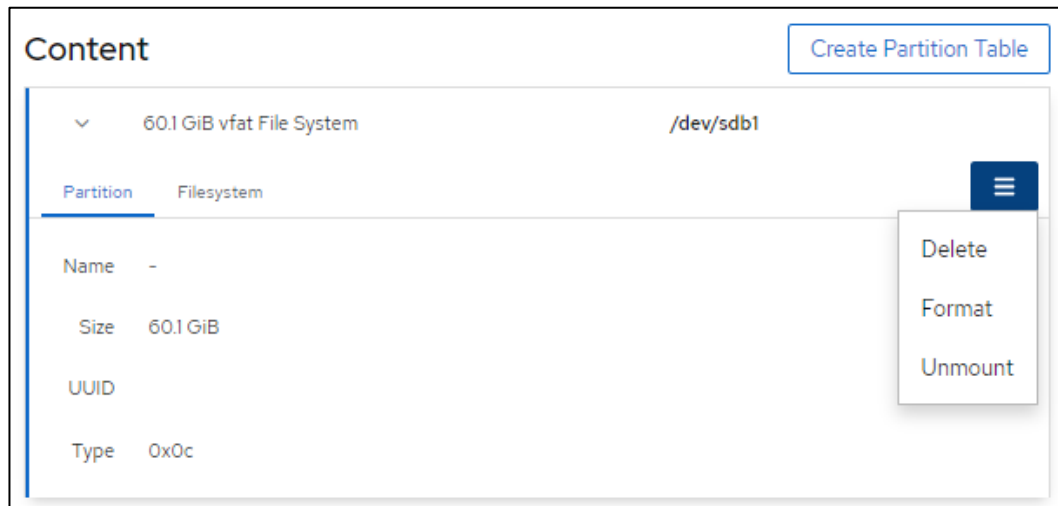 Content
Create Partition Table
60.1 GiB vfat File System
/dev/sdb1
Partition
Filesystem
Delete
Name -
Format
Size 60.1 GiB
Unmount
UUID
Type 0x0c